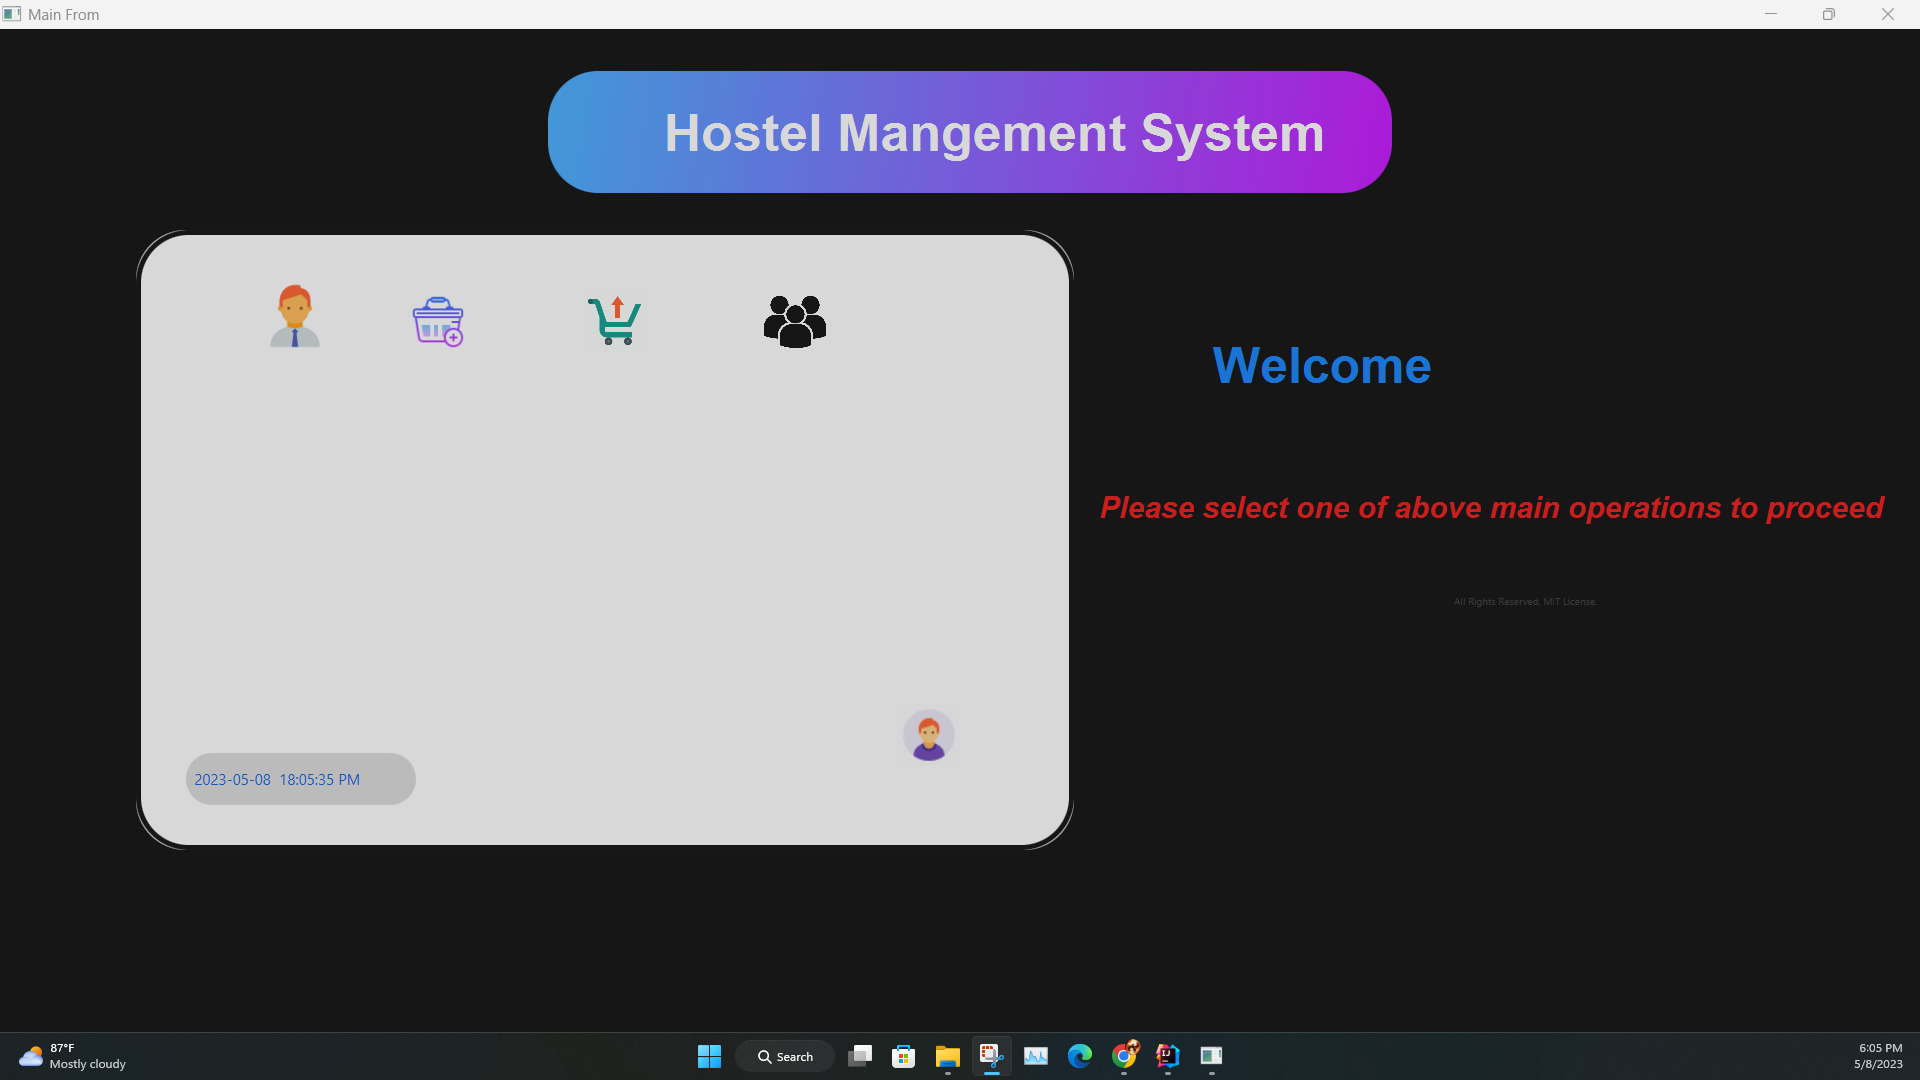 Main From
Hostel Mangement System
Welcome
Please select one of above main operations to proceed
All Rights Reserved. MIT License.
2023-05-08 18:05:35 PM
87°F
Mostly cloudy
Search
IJ
6:05 PM
5/8/2023